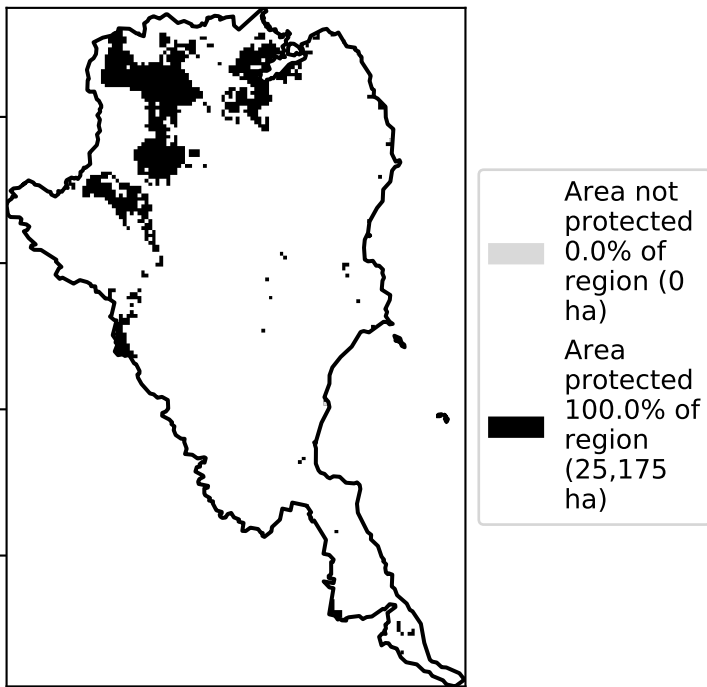 Area not
protected
0.0% of
region (0
ha)
Area
protected
100.0% of
region
(25,175
ha)